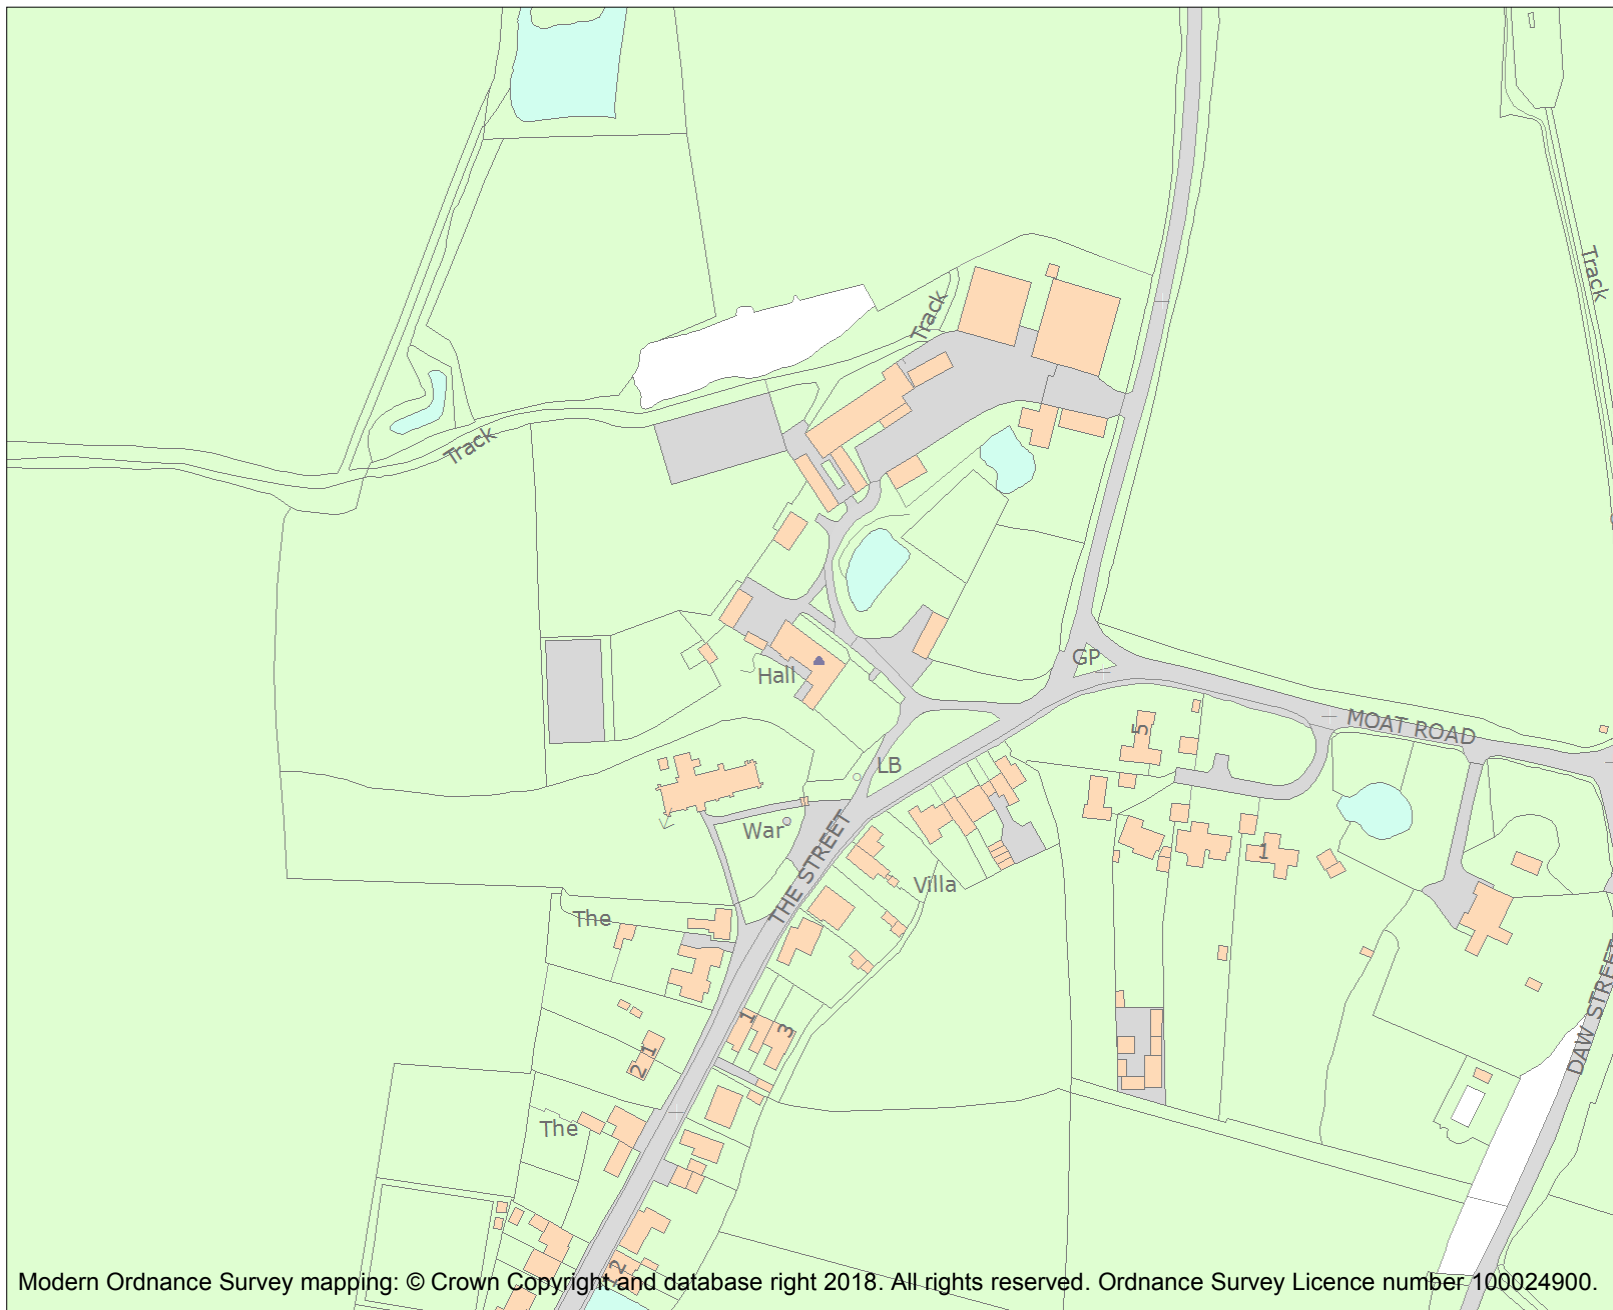 Track
Track
Track
GP
Hall
5
MOAT ROAD
LB
War
THE STREET
1
Villa
The
DAW STREET
1
3
1
2
The
2
Modern Ordnance Survey mapping: © Crown Copyright and database right 2018. All rights reserved. Ordnance Survey Licence number 100024900.